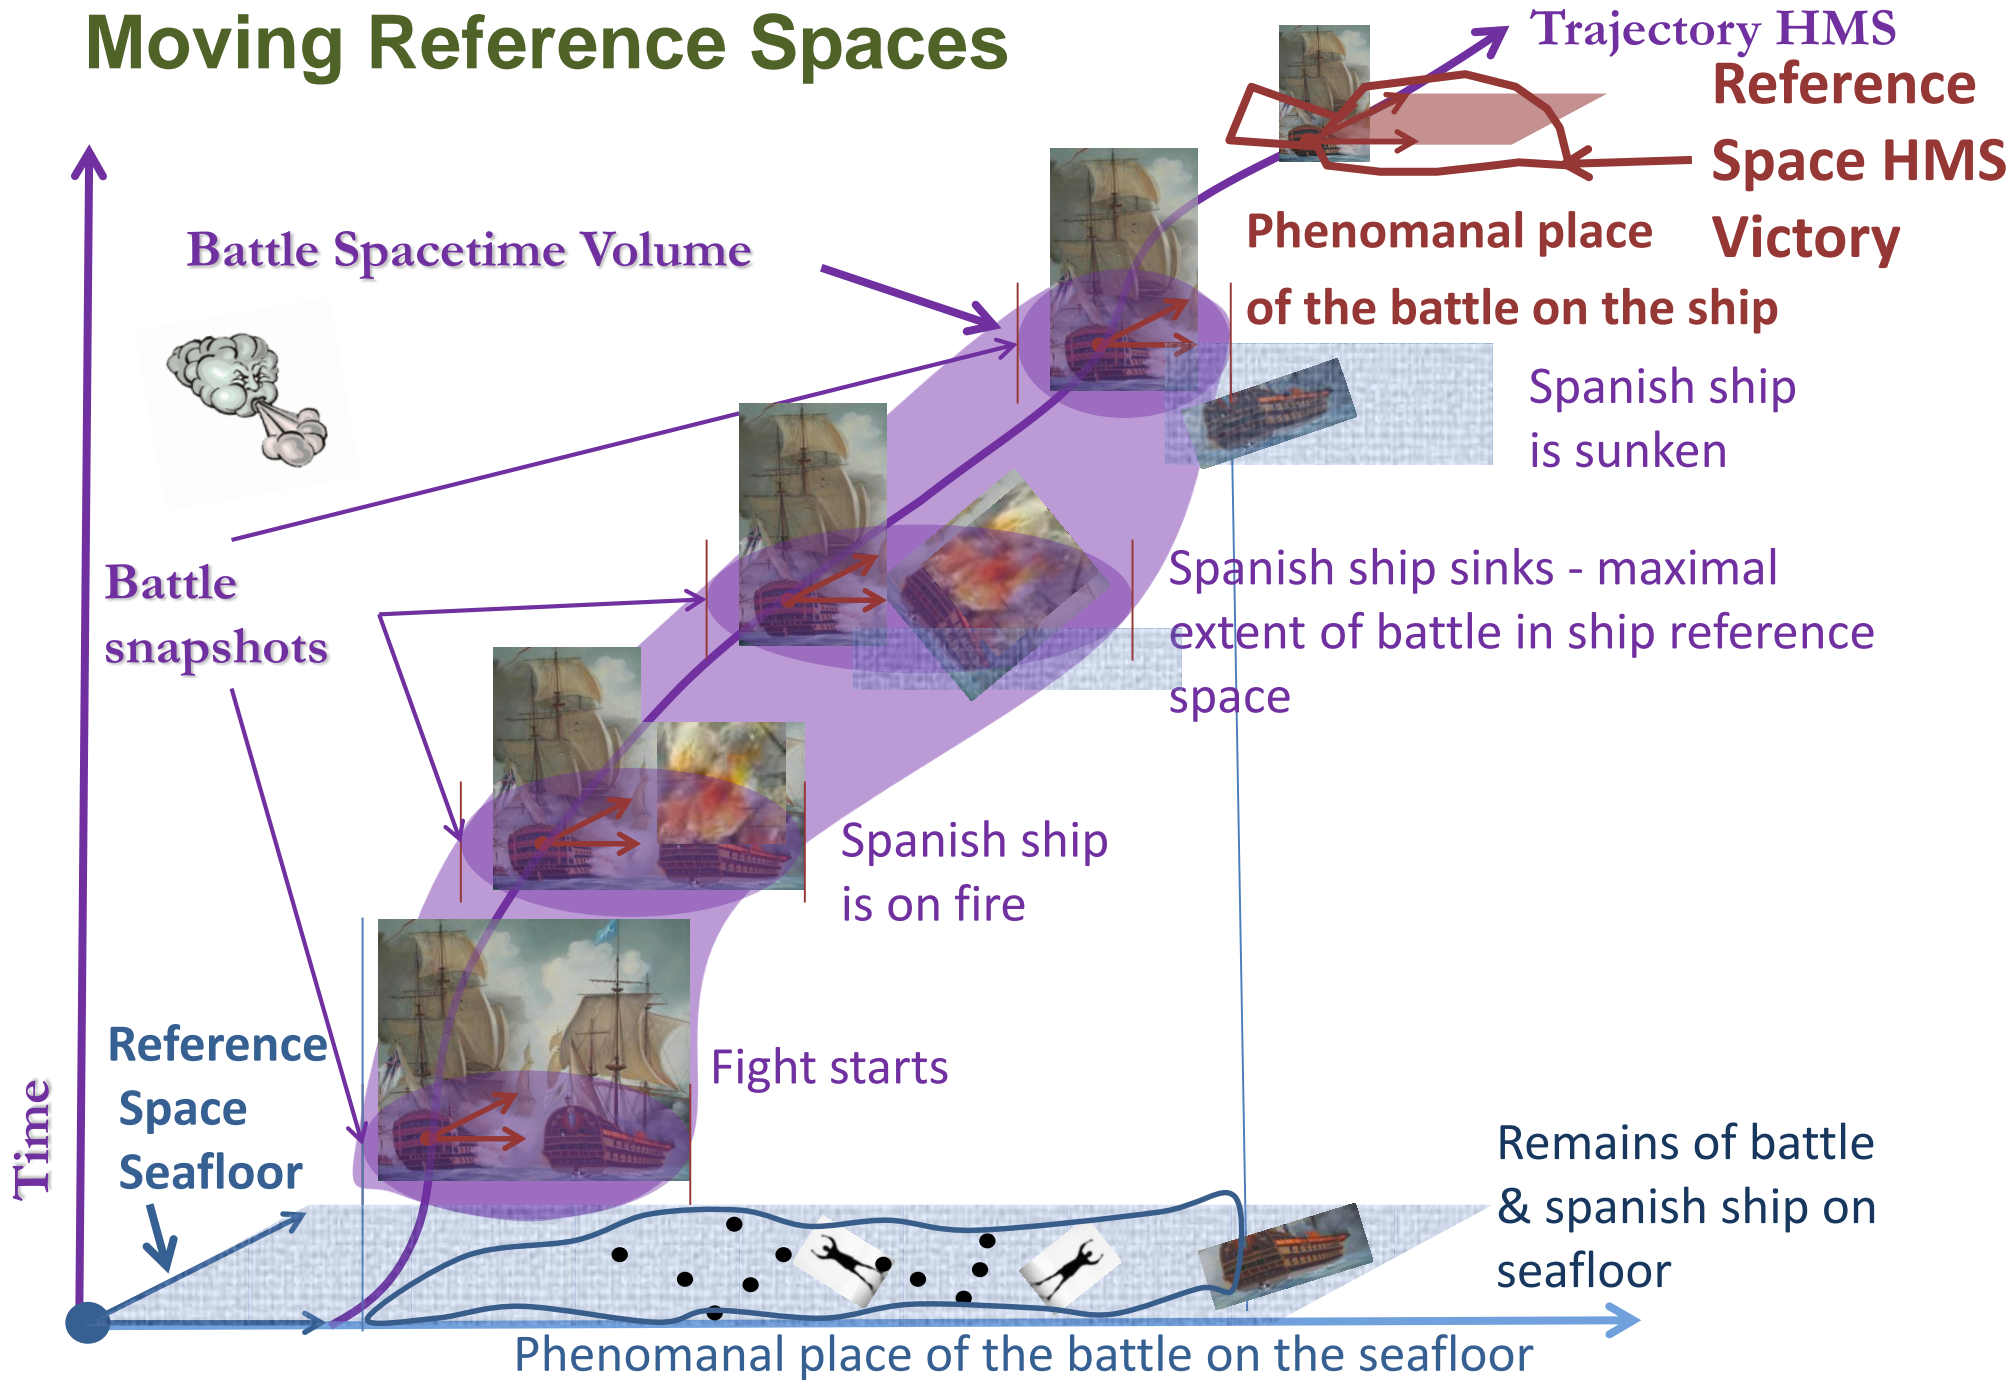 Moving Reference Spaces
Trajectory HMS
Reference
Space HMS
Victory
Battle Spacetime Volume
Phenomanal place
of the battle on the ship
Spanish ship
is sunken
Battle
snapshots
Spanish ship sinks - maximal
extent of battle in ship reference
space
Spanish ship
is on fire
Fight starts
Reference
Space
Seafloor
Time
Remains of battle
& spanish ship on
seafloor
Phenomanal place of the battle on the seafloor